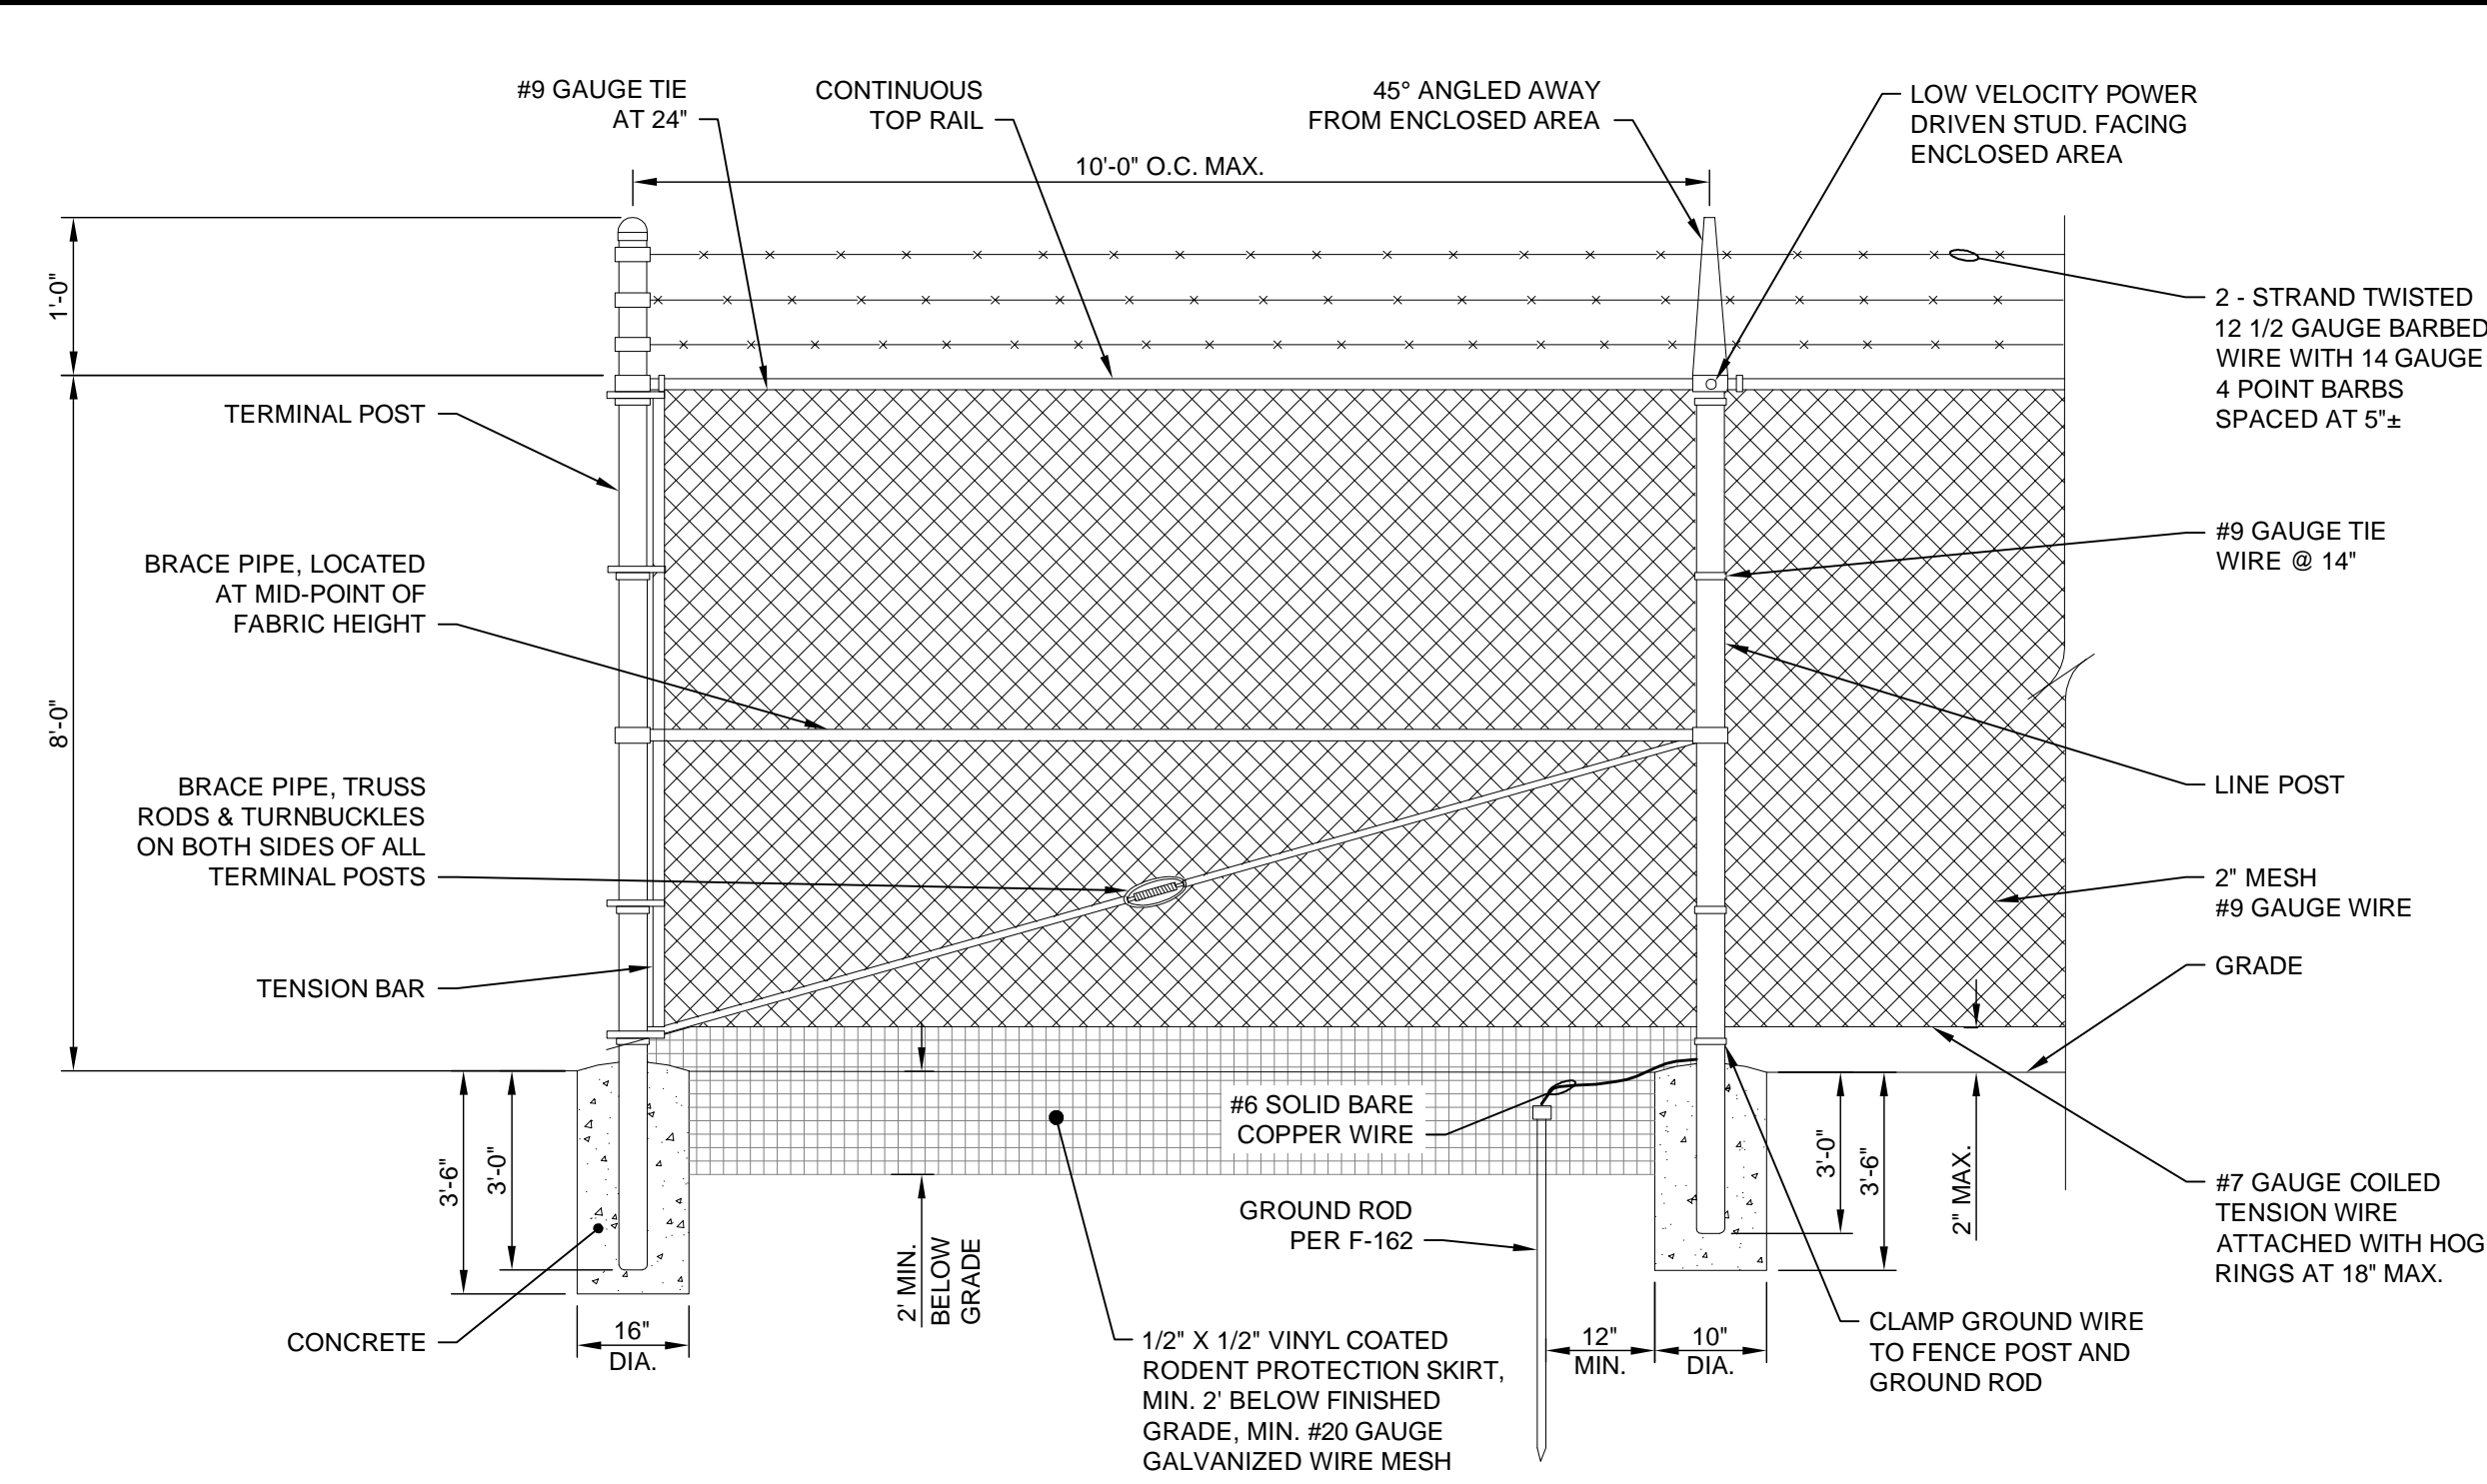 #9 GAUGE TIE
AT 24"
CONTINUOUS
TOP RAIL
45° ANGLED AWAY
FROM ENCLOSED AREA
LOW VELOCITY POWER
DRIVEN STUD. FACING
ENCLOSED AREA
10'-0" O.C. MAX.
1'-0"
2 - STRAND TWISTED
12 1/2 GAUGE BARBED
WIRE WITH 14 GAUGE
4 POINT BARBS
SPACED AT 5"±
TERMINAL POST
#9 GAUGE TIE
WIRE @ 14"
BRACE PIPE, LOCATED
AT MID-POINT OF
FABRIC HEIGHT
8'-0"
BRACE PIPE, TRUSS
RODS & TURNBUCKLES
ON BOTH SIDES OF ALL
TERMINAL POSTS
LINE POST
2" MESH
#9 GAUGE WIRE
TENSION BAR
GRADE
#6 SOLID BARE
COPPER WIRE
3'-6"
3'-0"
3'-0"
3'-6"
2" MAX.
#7 GAUGE COILED
TENSION WIRE
ATTACHED WITH HOG
RINGS AT 18" MAX.
GROUND ROD
PER F-162
2' MIN.
BELOW
GRADE
CONCRETE
16"
DIA.
1/2" X 1/2" VINYL COATED
RODENT PROTECTION SKIRT,
MIN. 2' BELOW FINISHED
GRADE, MIN. #20 GAUGE
GALVANIZED WIRE MESH
12"
MIN.
10"
DIA.
CLAMP GROUND WIRE
TO FENCE POST AND
GROUND ROD